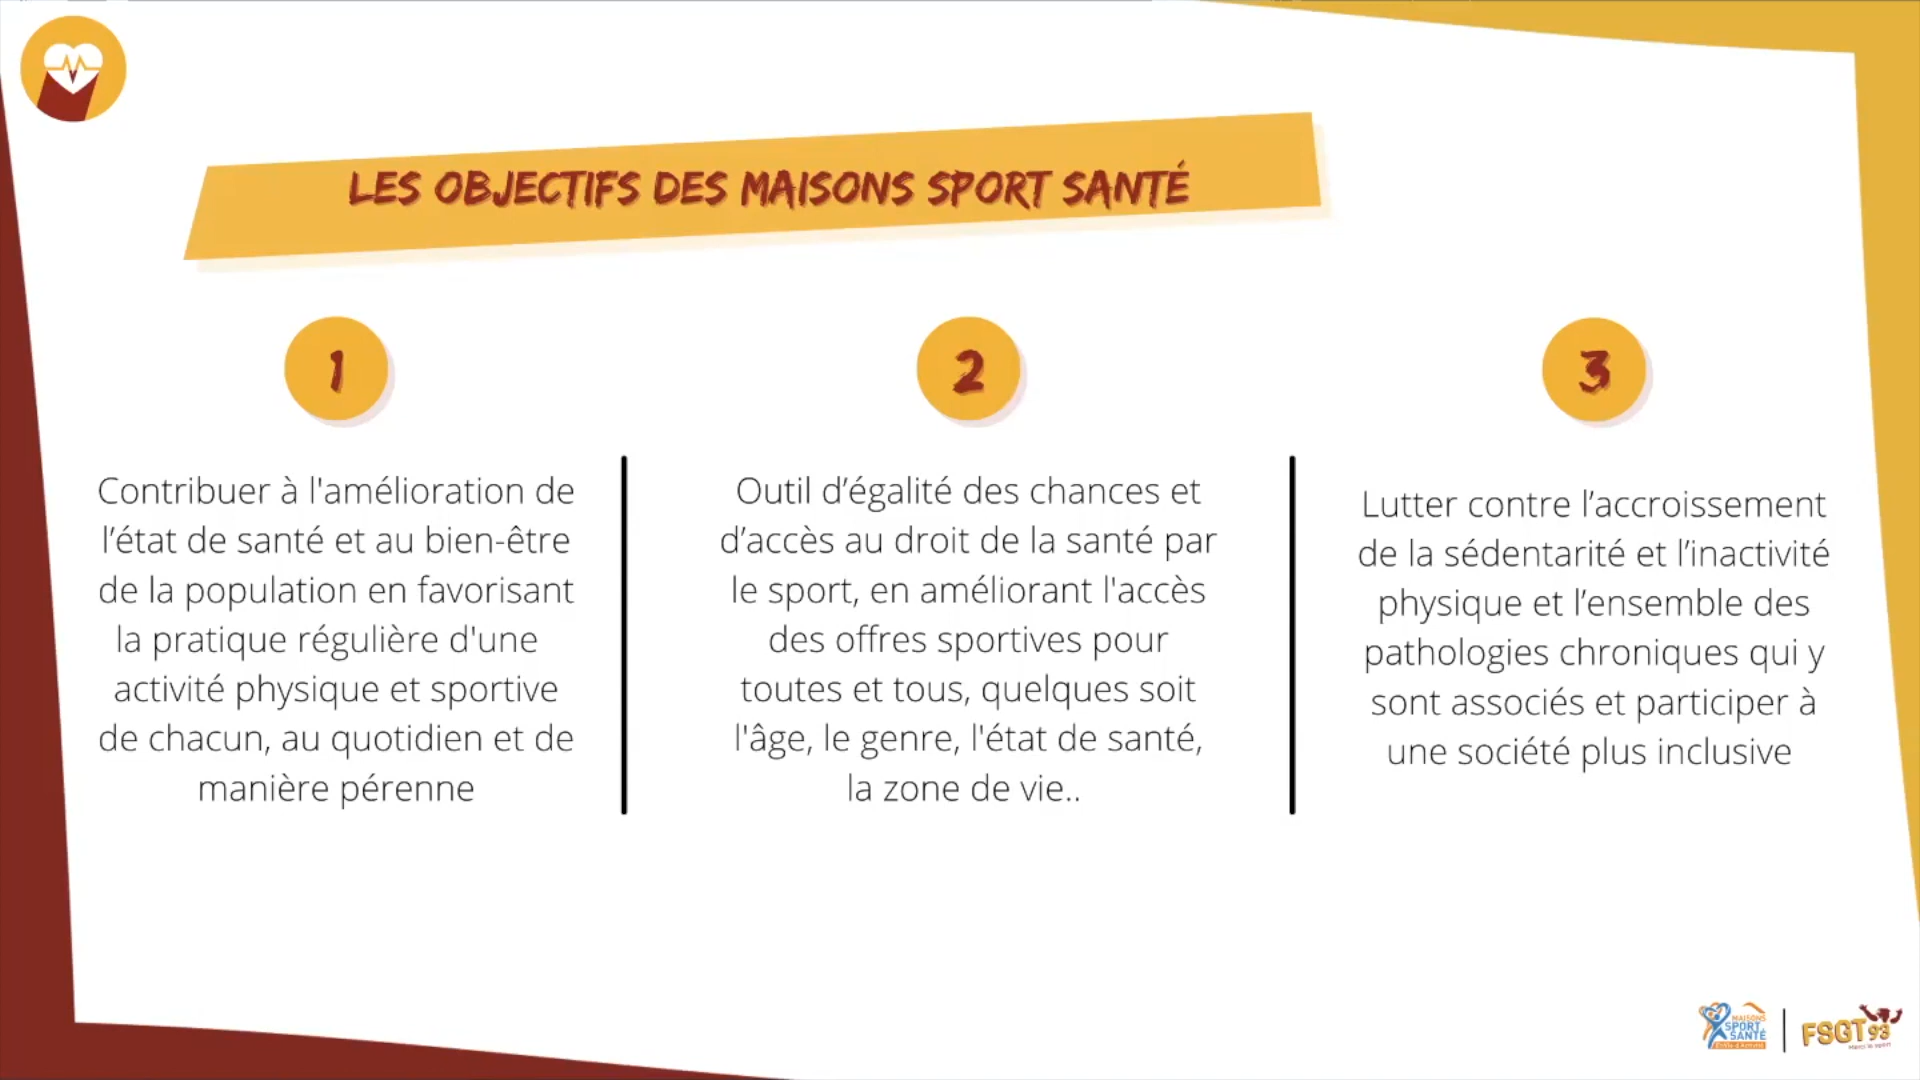 LES OBJECTIFS DES MAISONS SPORT SANTÉ
1
Contribuer à l'amélioration de
l’état de santé et au bien-être
de la population en favorisant
la pratique régulière d'une
activité physique et sportive
de chacun, au quotidien et de
manière pérenne
2
Outil d’égalité des chances et
d’accès au droit de la santé par
le sport, en améliorant l'accès
des offres sportives pour
toutes et tous, quelques soit
l'âge, le genre, l'état de santé,
la zone de vie..
3
Lutter contre l’accroissement
de la sédentarité et l’inactivité
physique et l’ensemble des
pathologies chroniques qui y
sont associés et participer à
une société plus inclusive
MAISONS
SPORT
SANTÉ
FSGT 93